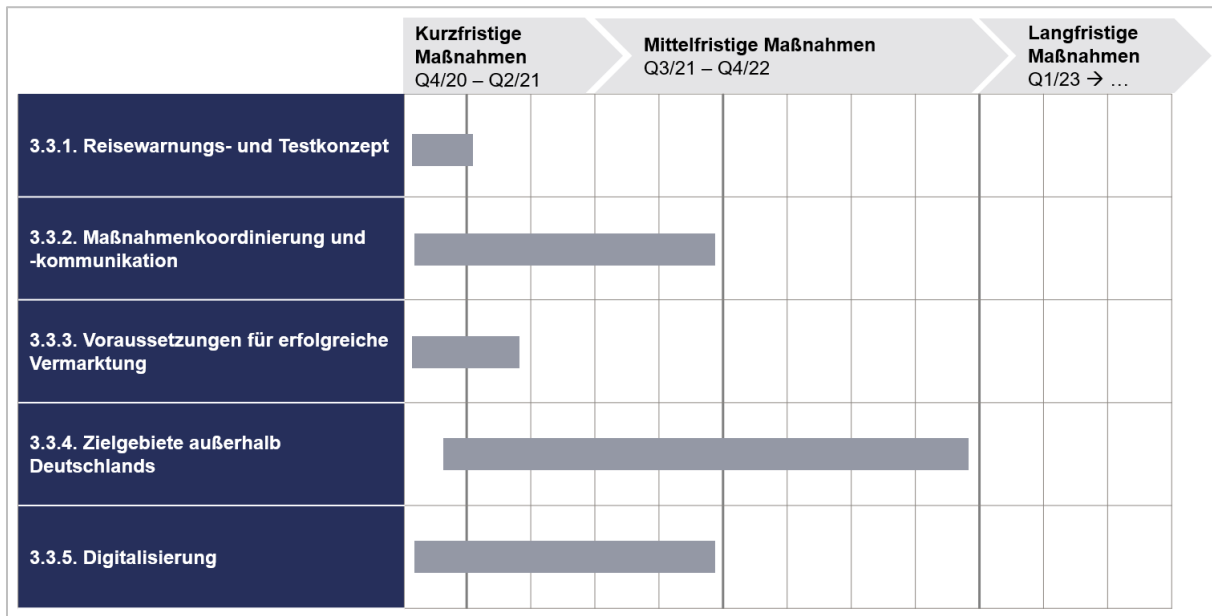 Kurzfristige
Maßnahmen
Q4/20 – Q2/21
Mittelfristige Maßnahmen
Q3/21 – Q4/22
Langfristige
Maßnahmen
Q1/23 → …
3.3.1. Reisewarnungs- und Testkonzept
3.3.2. Maßnahmenkoordinierung und
-kommunikation
3.3.3. Voraussetzungen für erfolgreiche
Vermarktung
3.3.4. Zielgebiete außerhalb
Deutschlands
3.3.5. Digitalisierung